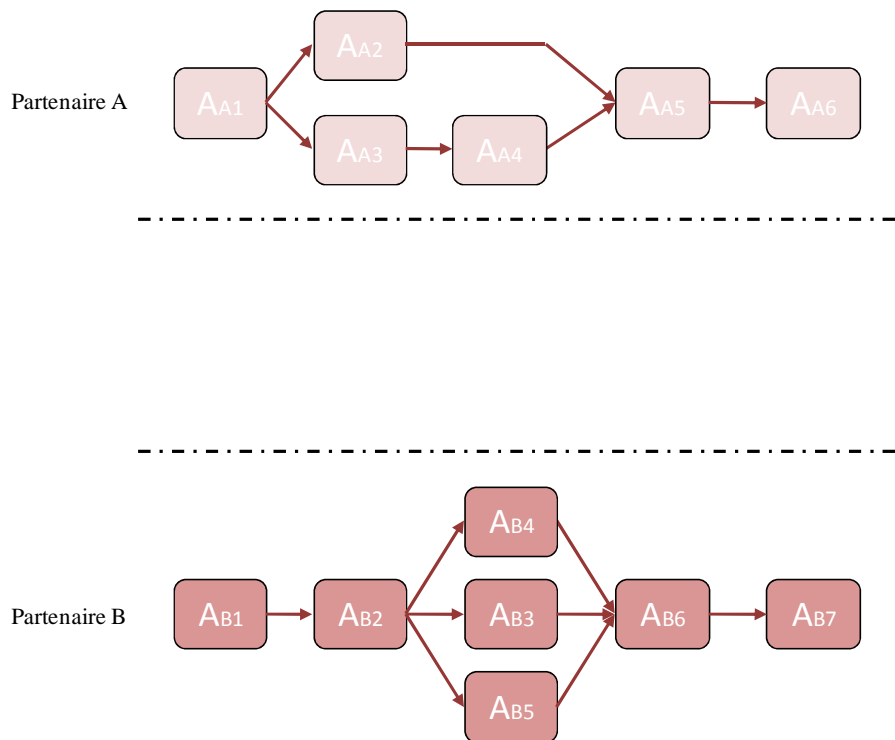 AA2
Partenaire A
AA1
AA5
AA6
AA3
AA4
AB4
Partenaire B
AB1
AB2
AB3
AB6
AB7
AB5